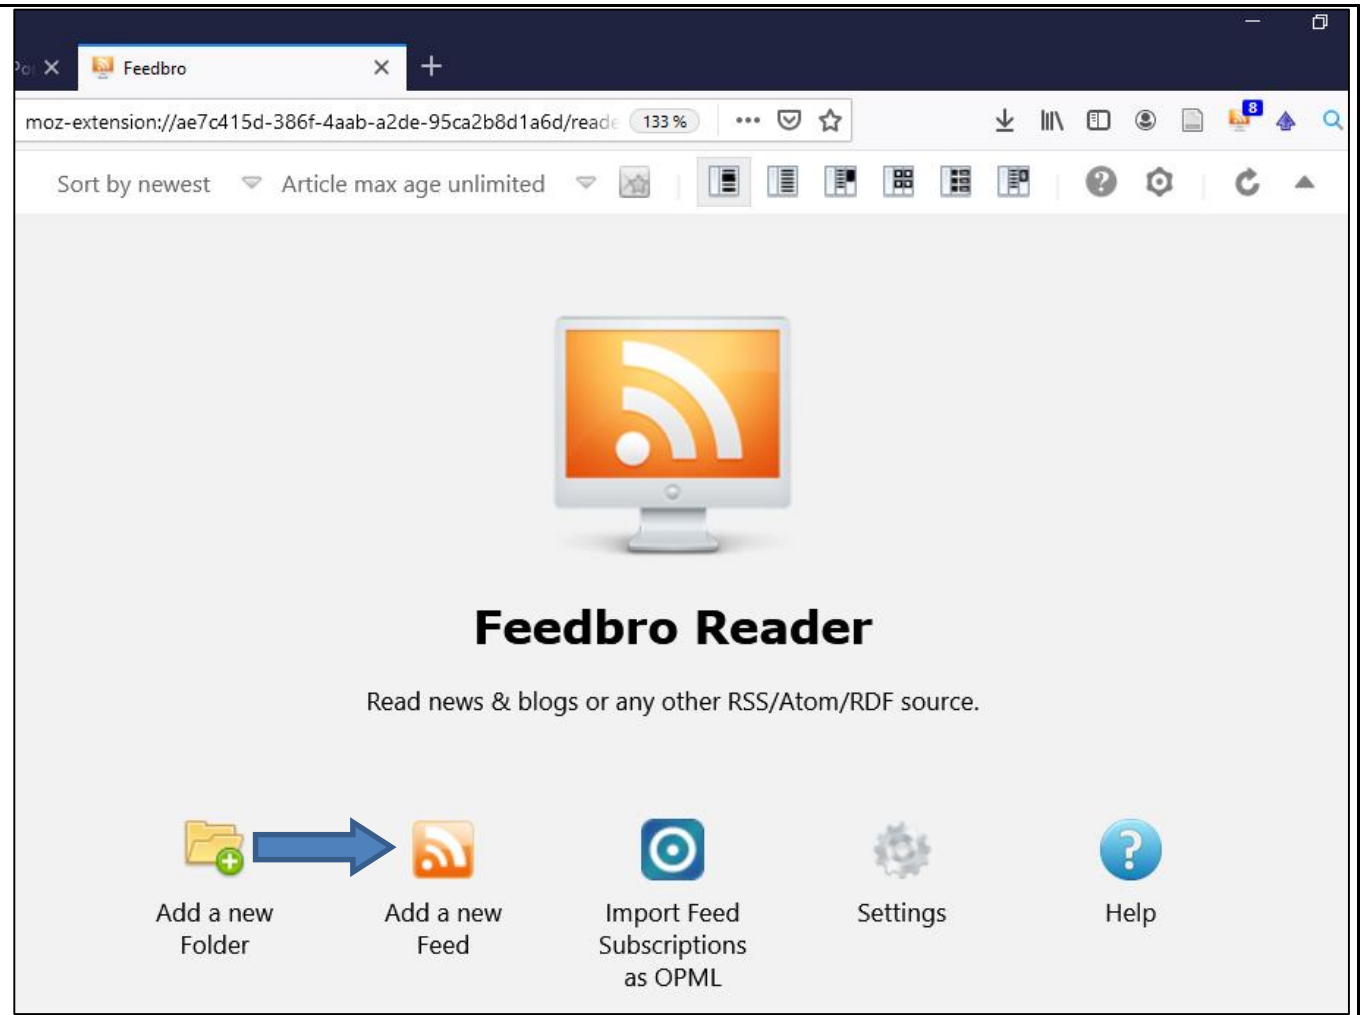 Feedbro
moz-extension://ae7c415d-386f-4aab-a2de-95ca2b8d1a6d/reade 133 %
8
Sort by newest Article max age unlimited
Feedbro Reader
Read news & blogs or any other RSS/Atom/RDF source.
Add a new
Folder
Add a new
Feed
Import Feed
Subscriptions
as OPML
Settings
Help